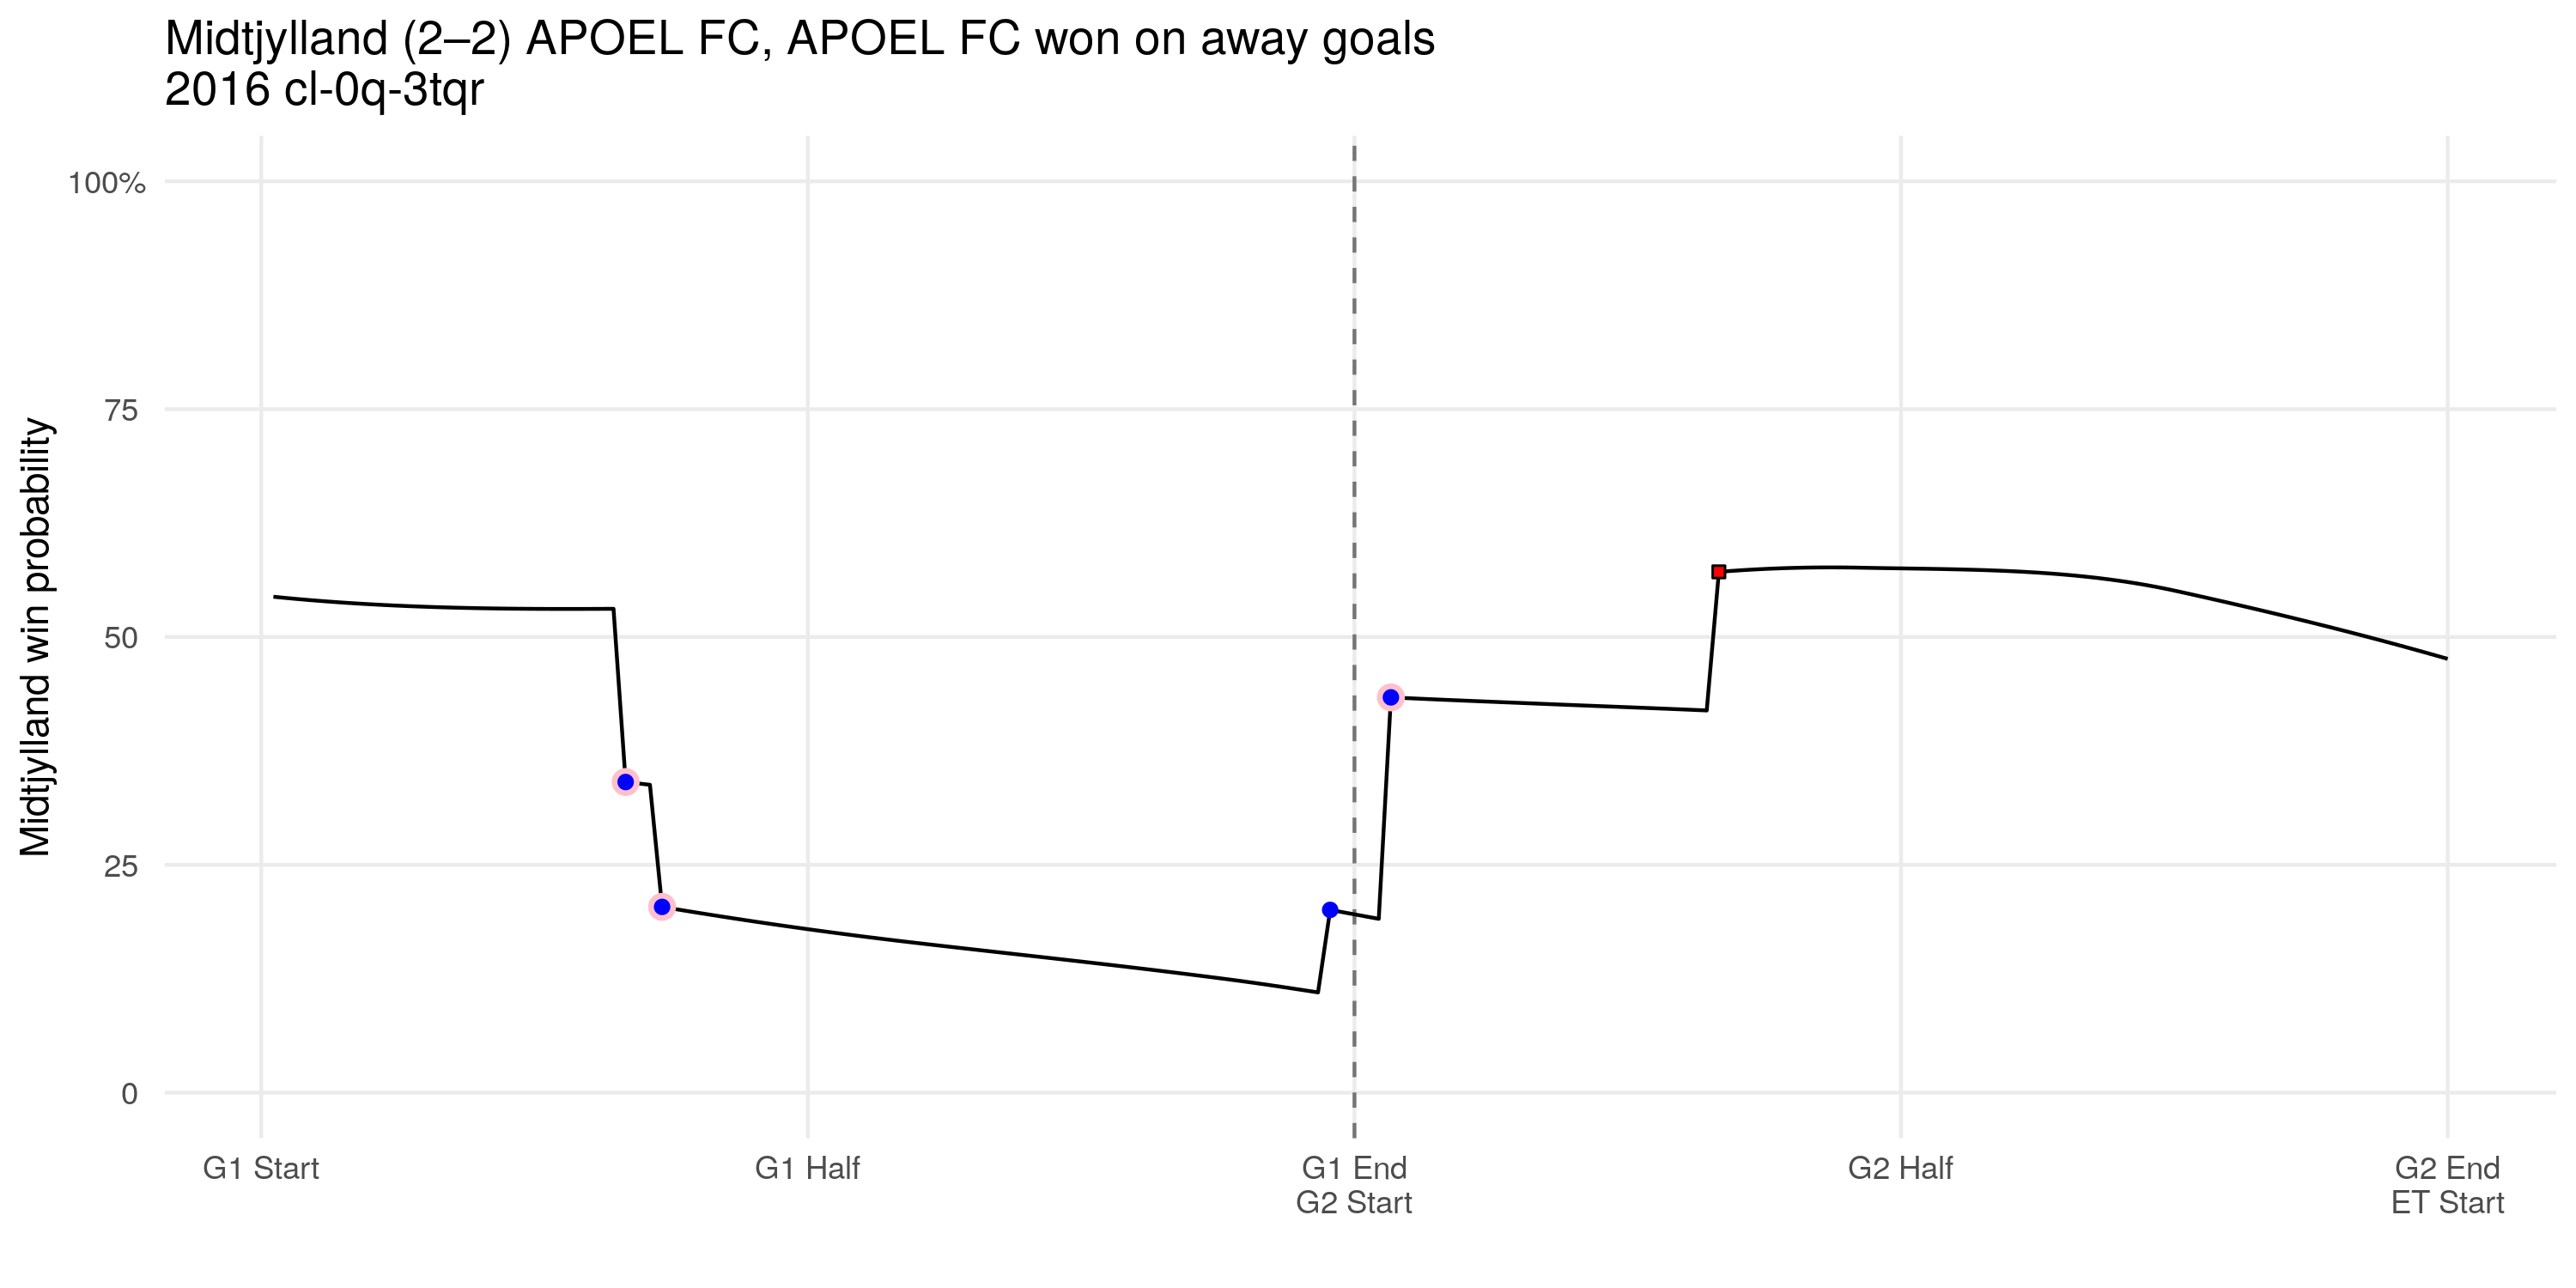 Midtjylland (2–2) APOEL FC, APOEL FC won on away goals
2016 cl-0q-3tqr
Midtjylland win probability
100%
75
50
25
0
G1 Start
G1 Half
G1 End
G2 Start
G2 Half
G2 End
ET Start